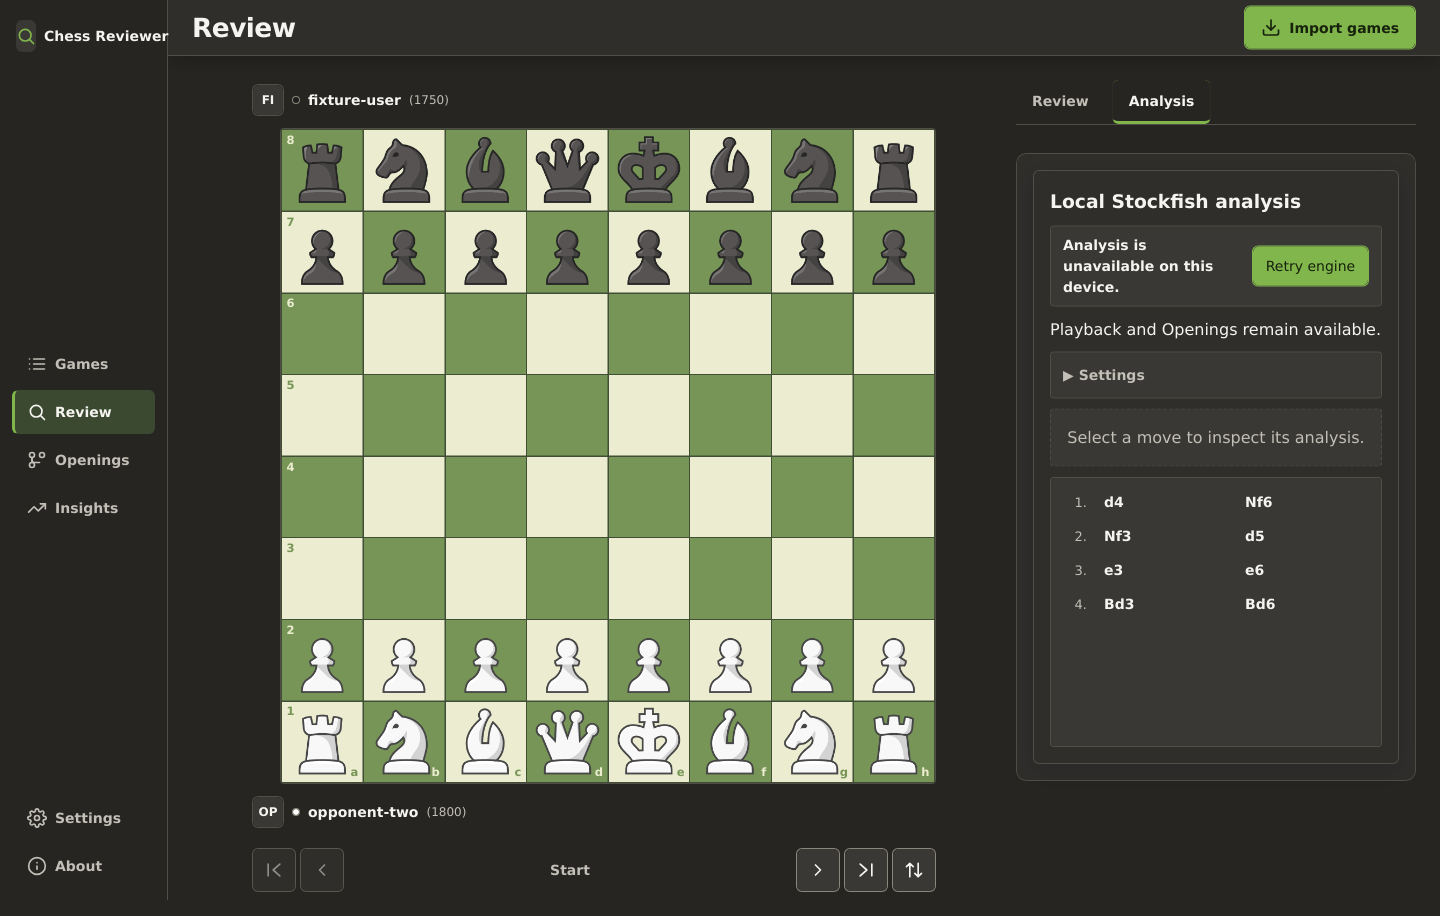 Chess Reviewer
Review
Import games
Games
Review
Openings
Insights
Settings
About
FI fixture-user (1750)
8
7
6
5
4
3
2
1
a b c d e f g h
OP opponent-two (1800)
Start
Review Analysis
Local Stockfish analysis
Analysis is
unavailable on this
device.
Retry engine
Playback and Openings remain available.
▶ Settings
Select a move to inspect its analysis.
1. d4 Nf6
2. Nf3 d5
3. e3 e6
4. Bd3 Bd6